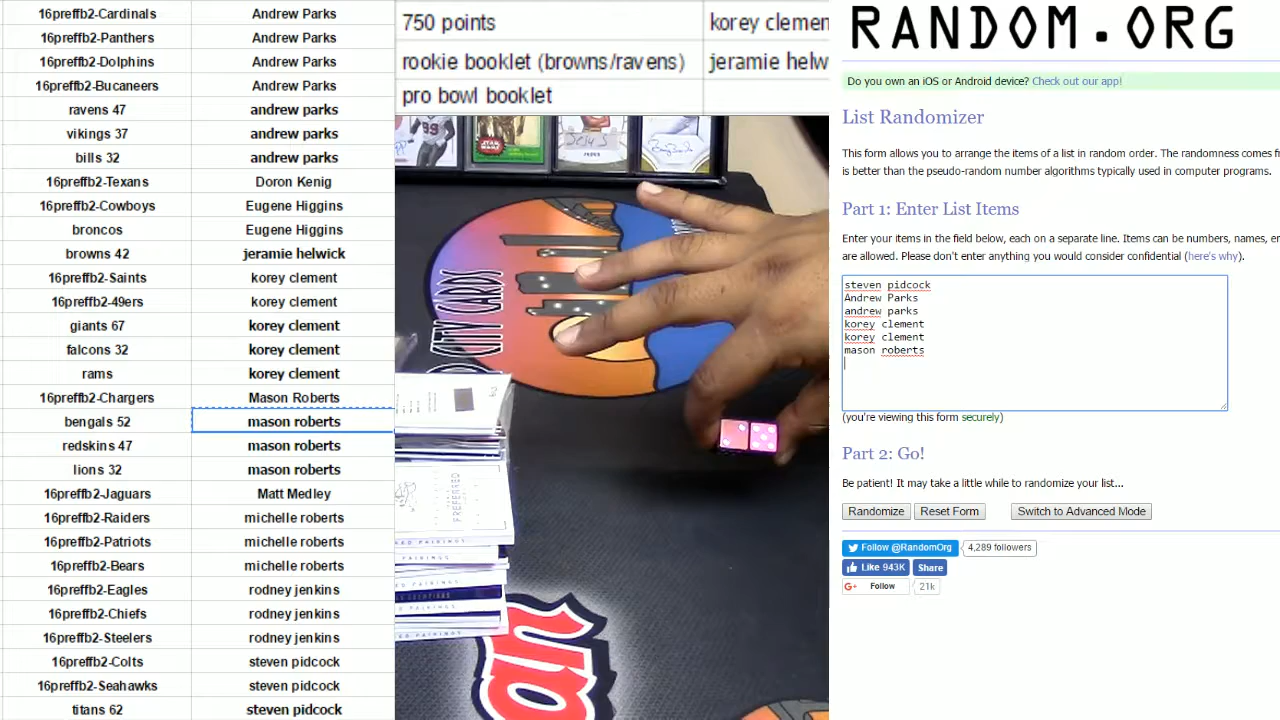 16preffb2-Cardinals Andrew Parks
16preffb2-Panthers Andrew Parks
16preffb2-Dolphins Andrew Parks
16preffb2-Bucaneers Andrew Parks
ravens 47 andrew parks
vikings 37 andrew parks
bills 32 andrew parks
16preffb2-Texans Doron Kenig
16preffb2-Cowboys Eugene Higgins
broncos Eugene Higgins
browns 42 jeramie helwick
16preffb2-Saints korey clement
16preffb2-49ers korey clement
giants 67 korey clement
falcons 32 korey clement
rams korey clement
16preffb2-Chargers Mason Roberts
bengals 52 mason roberts
redskins 47 mason roberts
lions 32 mason roberts
16preffb2-Jaguars Matt Medley
16preffb2-Raiders michelle roberts
16preffb2-Patriots michelle roberts
16preffb2-Bears michelle roberts
16preffb2-Eagles rodney jenkins
16preffb2-Chiefs rodney jenkins
16preffb2-Steelers rodney jenkins
16preffb2-Colts steven pidcock
16preffb2-Seahawks steven pidcock
titans 62 steven pidcock
750 points korey clemen
rookie booklet (browns/ravens) jeramie helw
pro bowl booklet
99
STAR WARS
CITY CARDS
PREFERRED
RANDOM.ORG
Do you own an iOS or Android device? Check out our app!
List Randomizer
This form allows you to arrange the items of a list in random order. The randomness comes f
is better than the pseudo-random number algorithms typically used in computer programs.
Part 1: Enter List Items
Enter your items in the field below, each on a separate line. Items can be numbers, names, e
are allowed. Please don't enter anything you would consider confidential (here's why).
steven pidcock
Andrew Parks
andrew parks
korey clement
korey clement
mason roberts
(you're viewing this form securely)
Part 2: Go!
Be patient! It may take a little while to randomize your list...
Randomize Reset Form Switch to Advanced Mode
Follow @RandomOrg 4,289 followers
Like 943K Share
G+ Follow 21k